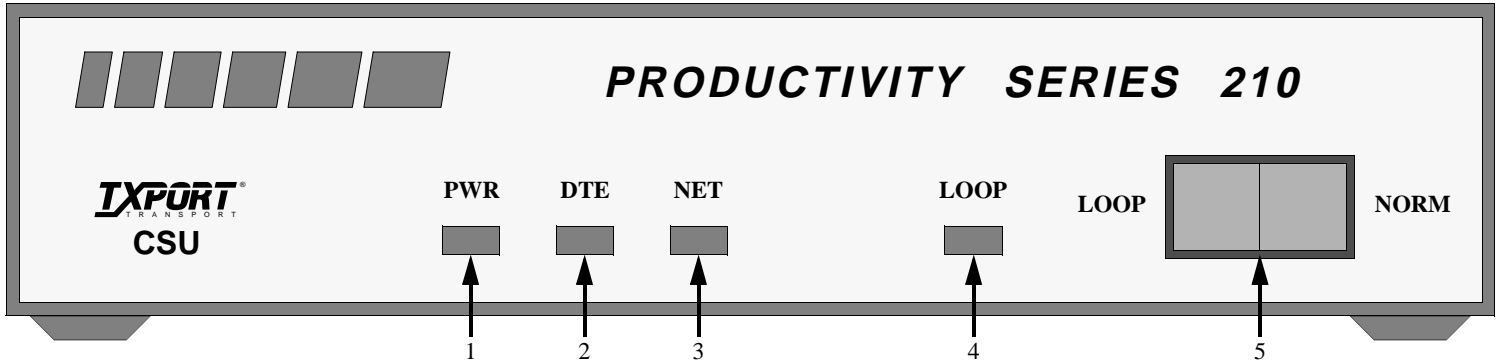 PRODUCTIVITY SERIES 210
TXPORT®
TRANSPORT
CSU
PWR DTE NET LOOP LOOP NORM
1 2 3 4 5